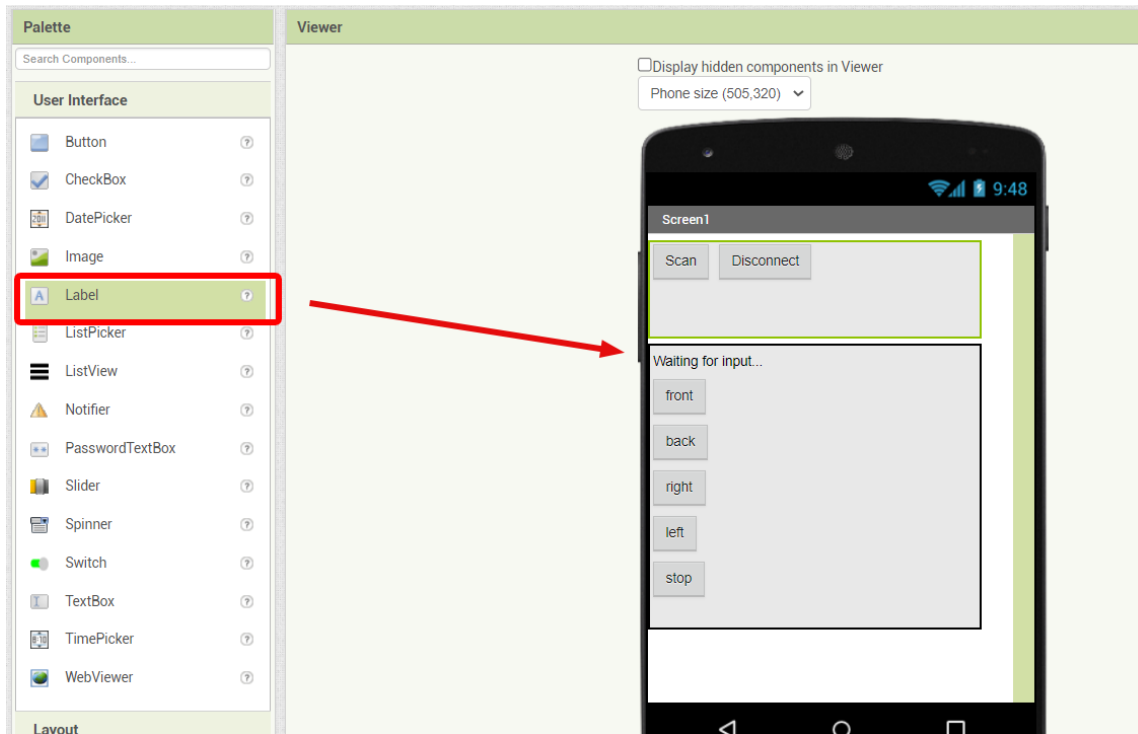 Palette
Search Components...
User Interface
Button
CheckBox
DatePicker
Image
Label
ListPicker
ListView
Notifier
PasswordTextBox
Slider
Spinner
Switch
TextBox
TimePicker
WebViewer
Layout
Viewer
Display hidden components in Viewer
Phone size (505,320)
9:48
Screen1
Scan Disconnect
Waiting for input...
front
back
right
left
stop